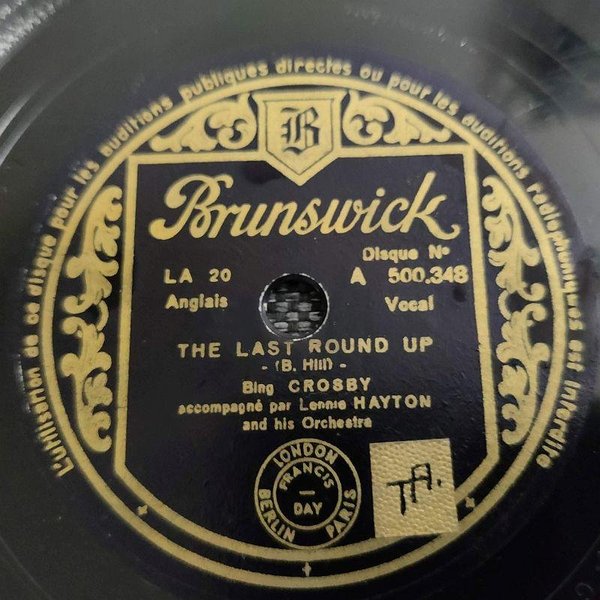 L'utilisation de ce disque pour les auditions publiques directes ou pour les auditions radiophoniques est interdite
B
Brunswick
Disque Nº
LA 20
A 500.348
Anglais
Vocal
THE LAST ROUND UP
- (B. Hill) -
Bing CROSBY
accompagné par Lennie HAYTON
and his Orchestra
LONDON
FRANCIS
—
DAY
BERLIN
PARIS
TA.